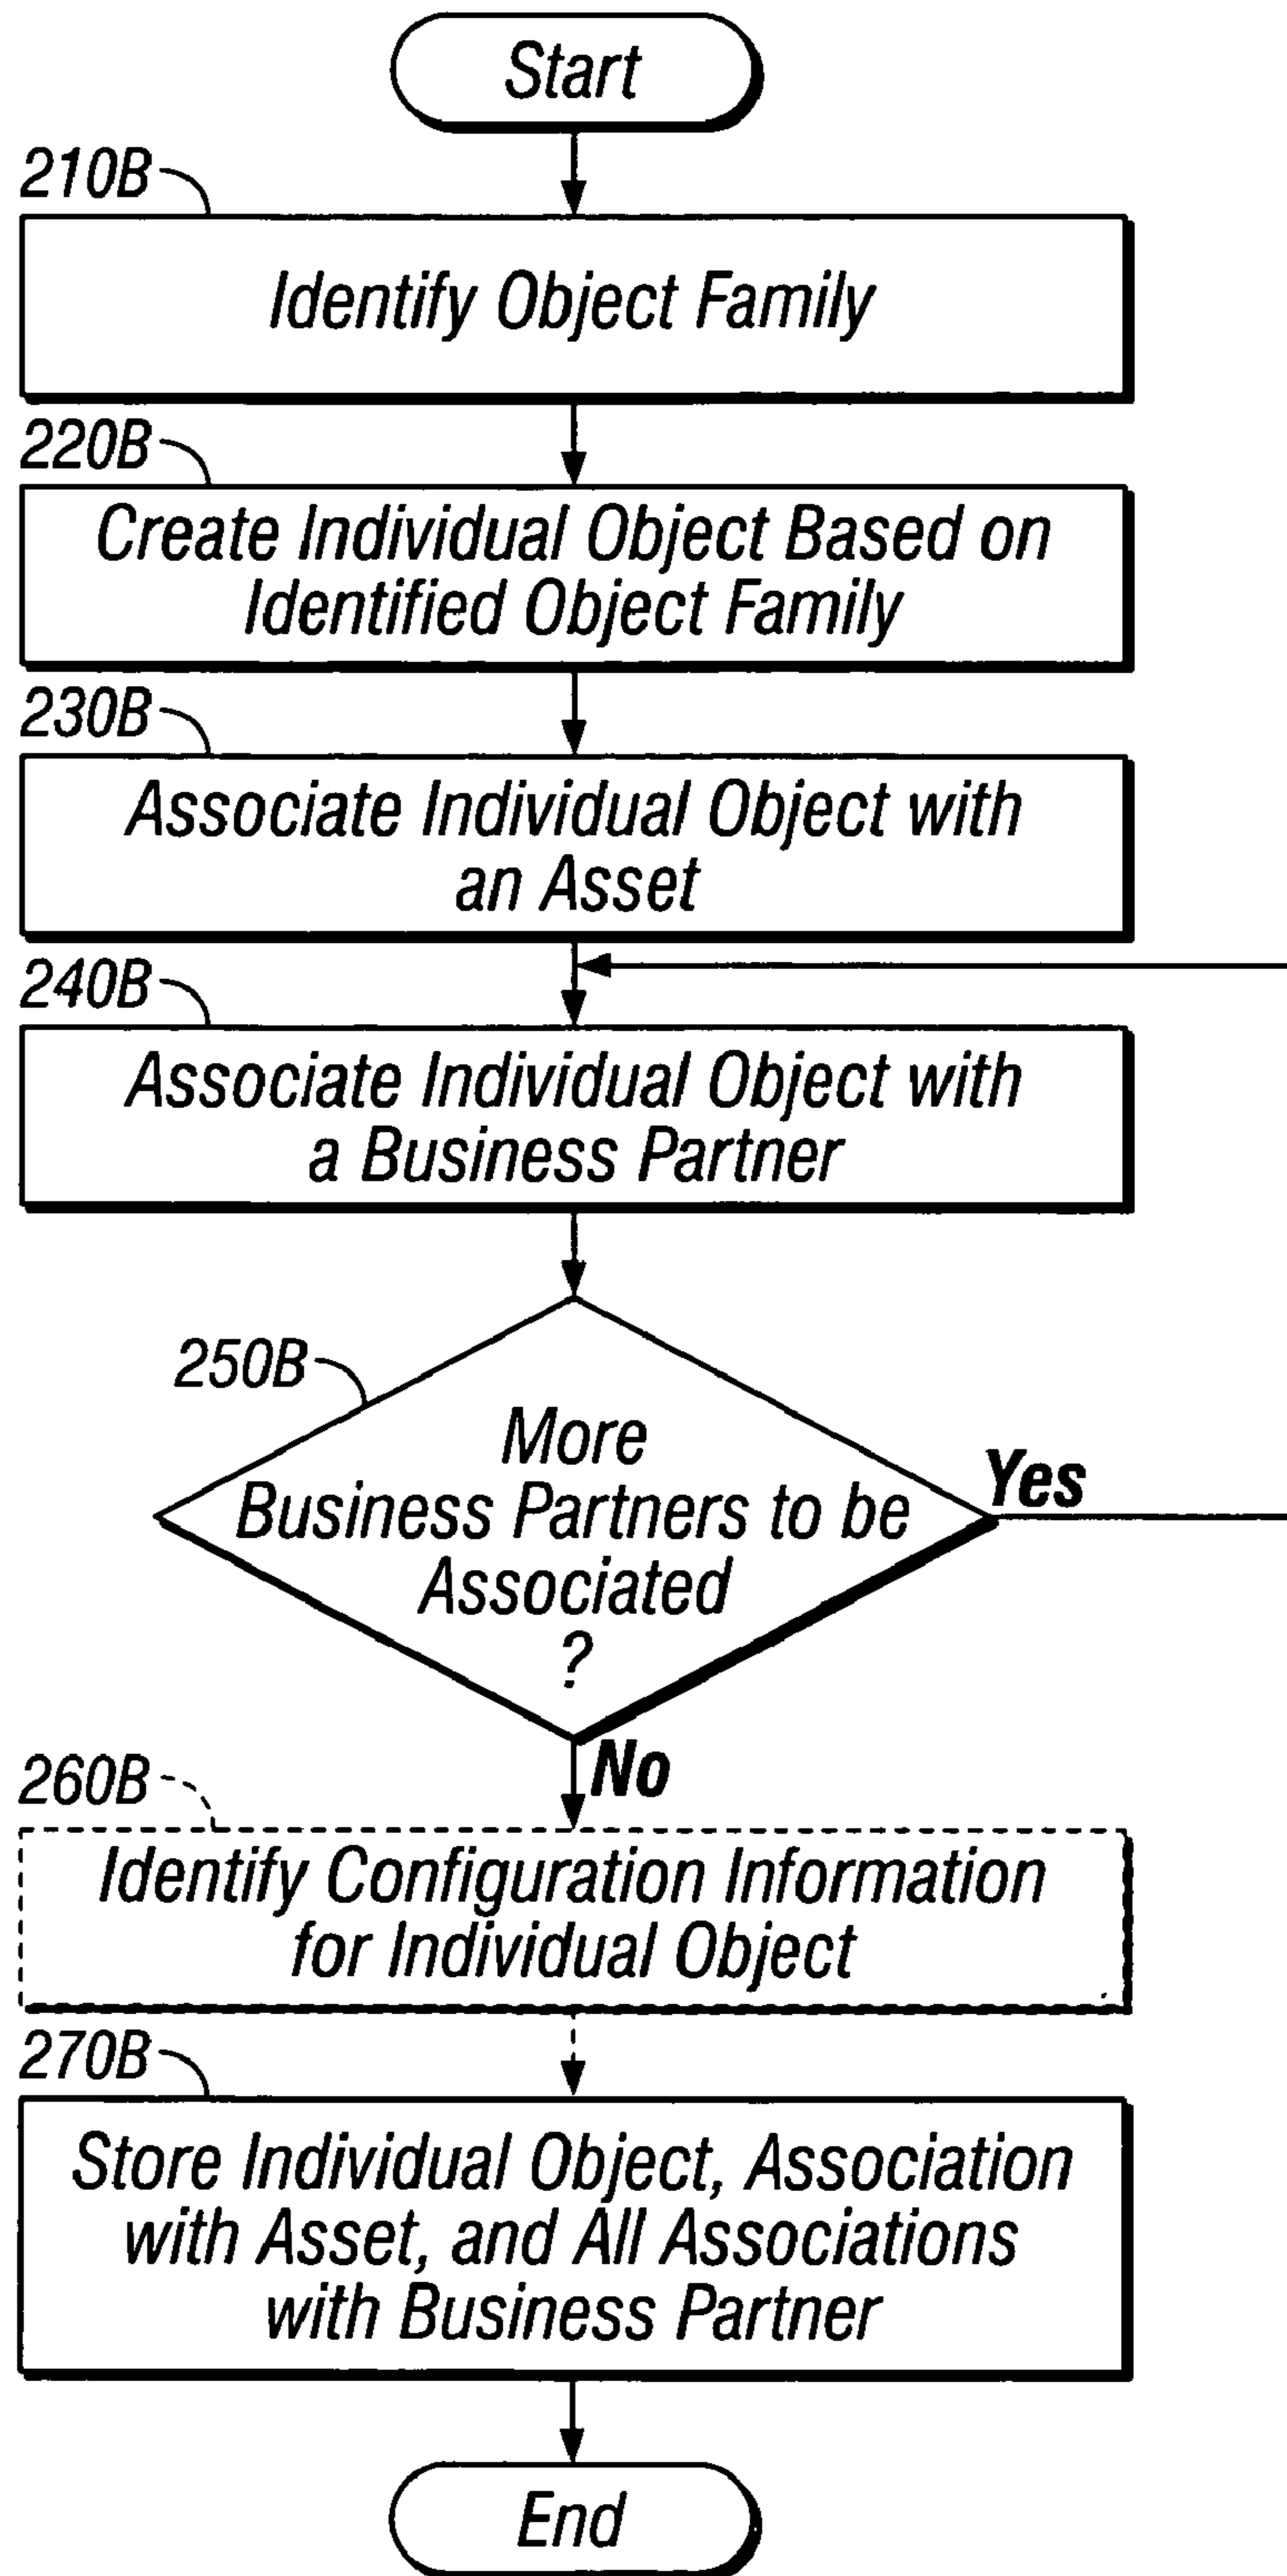 Start
210B
Identify Object Family
220B
Create Individual Object Based on
Identified Object Family
230B
Associate Individual Object with
an Asset
240B
Associate Individual Object with
a Business Partner
250B
More
Business Partners to be
Associated
?
Yes
No
260B
Identify Configuration Information
for Individual Object
270B
Store Individual Object, Association
with Asset, and All Associations
with Business Partner
End